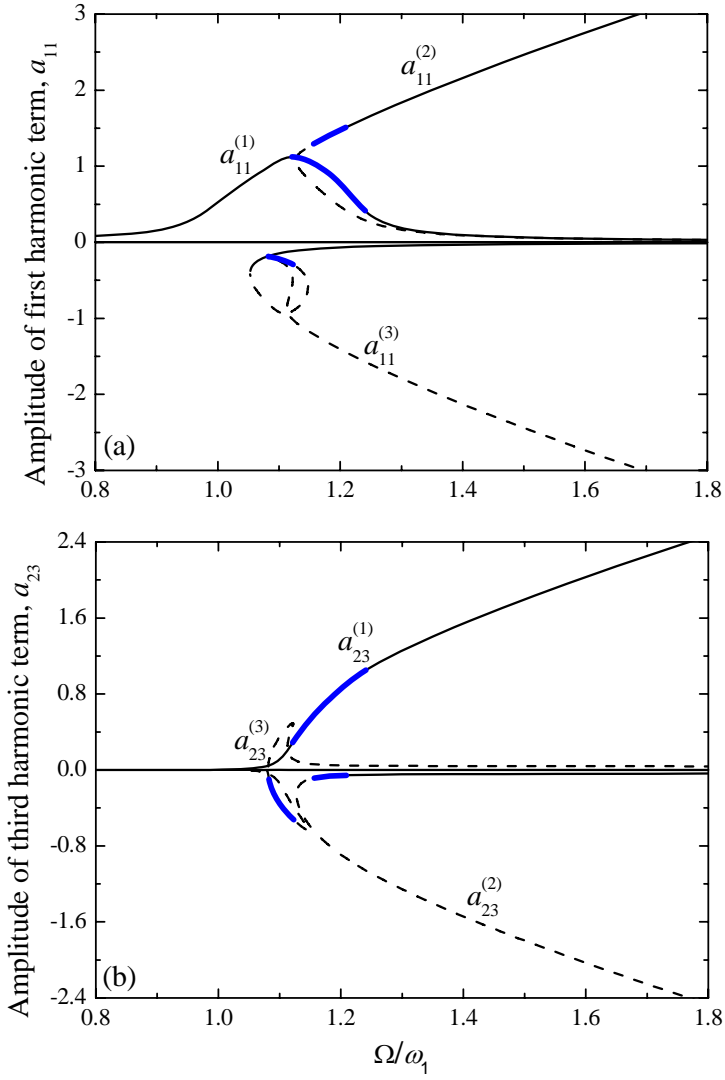 3
2
1
0
-1
-2
-3
Amplitude of first harmonic term, a₁₁
a₁₁⁽²⁾
a₁₁⁽¹⁾
a₁₁⁽³⁾
(a)
0.8 1.0 1.2 1.4 1.6 1.8
2.4
1.6
0.8
0.0
-0.8
-1.6
-2.4
Amplitude of third harmonic term, a₂₃
a₂₃⁽¹⁾
a₂₃⁽³⁾
a₂₃⁽²⁾
(b)
0.8 1.0 1.2 1.4 1.6 1.8
Ω/ω₁